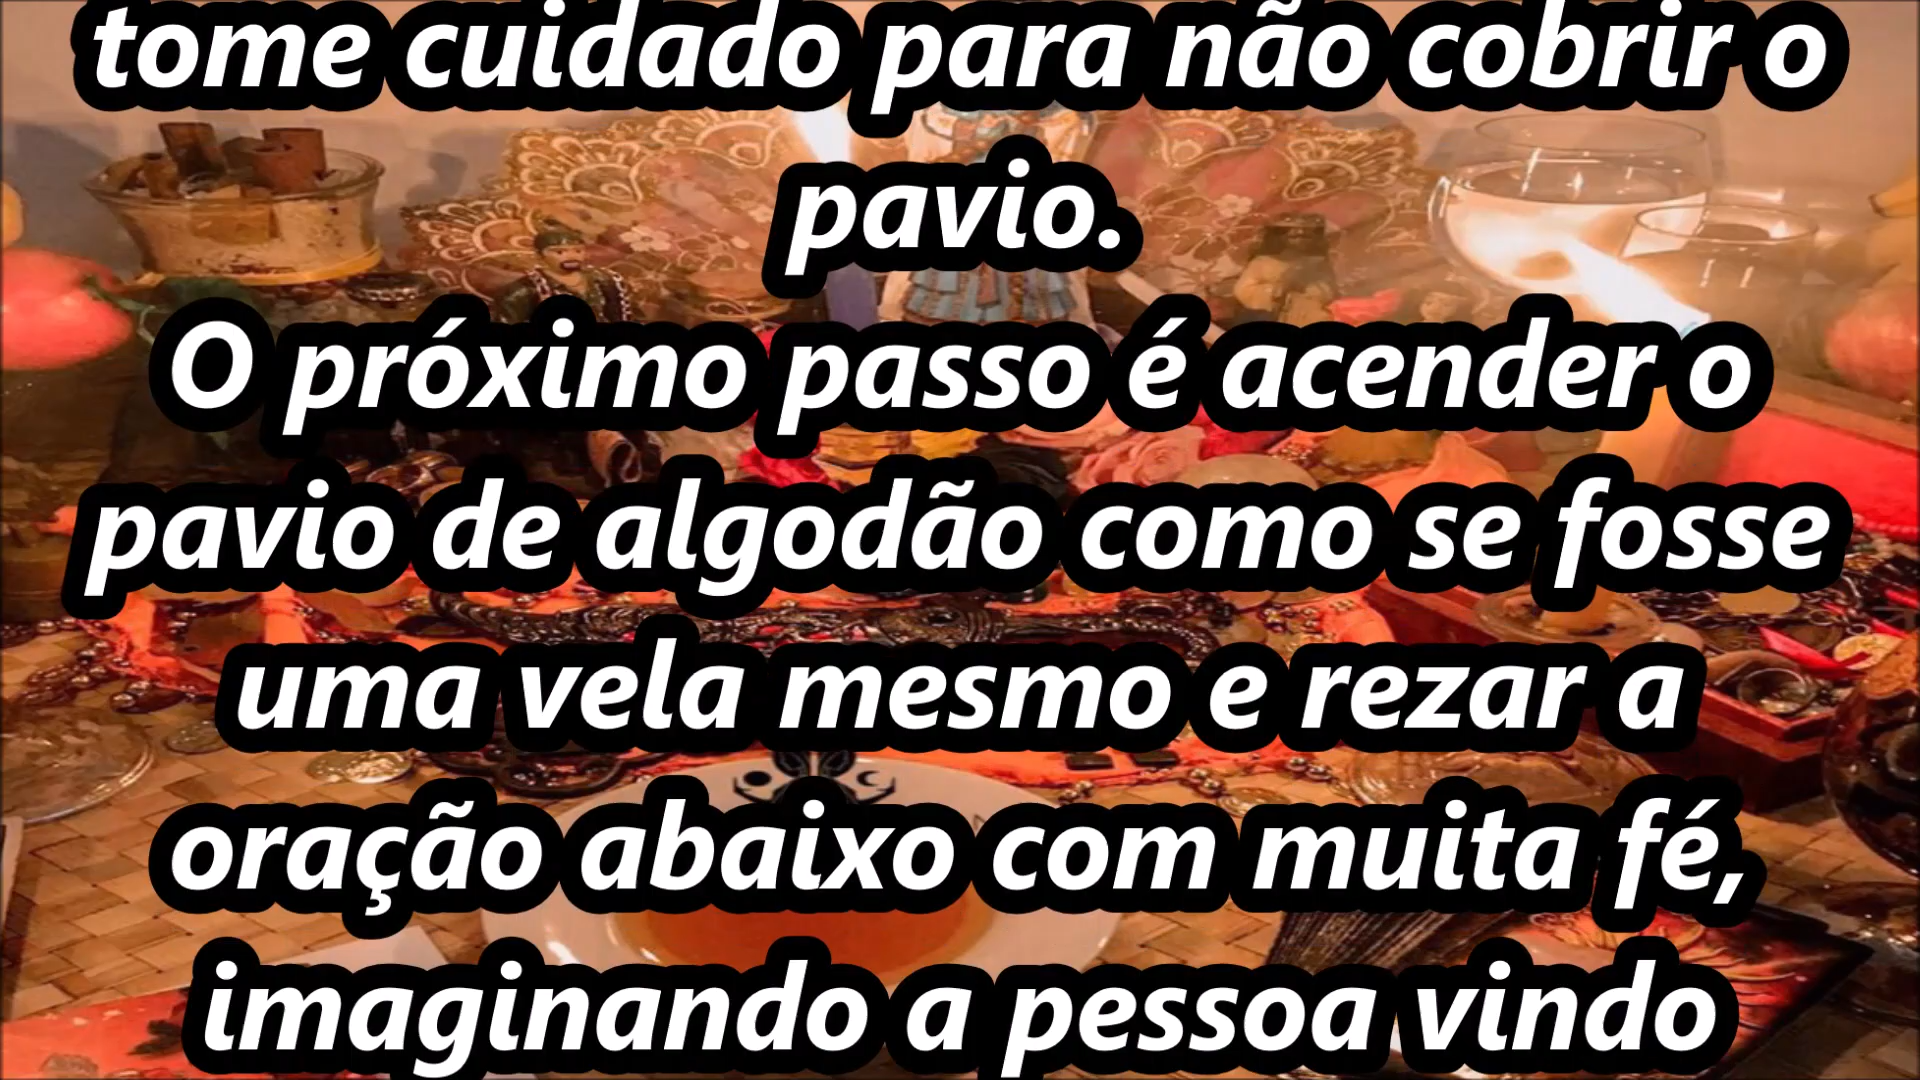 tome cuidado para não cobrir o
pavio.
O próximo passo é acender o
pavio de algodão como se fosse
uma vela mesmo e rezar a
oração abaixo com muita fé,
imaginando a pessoa vindo